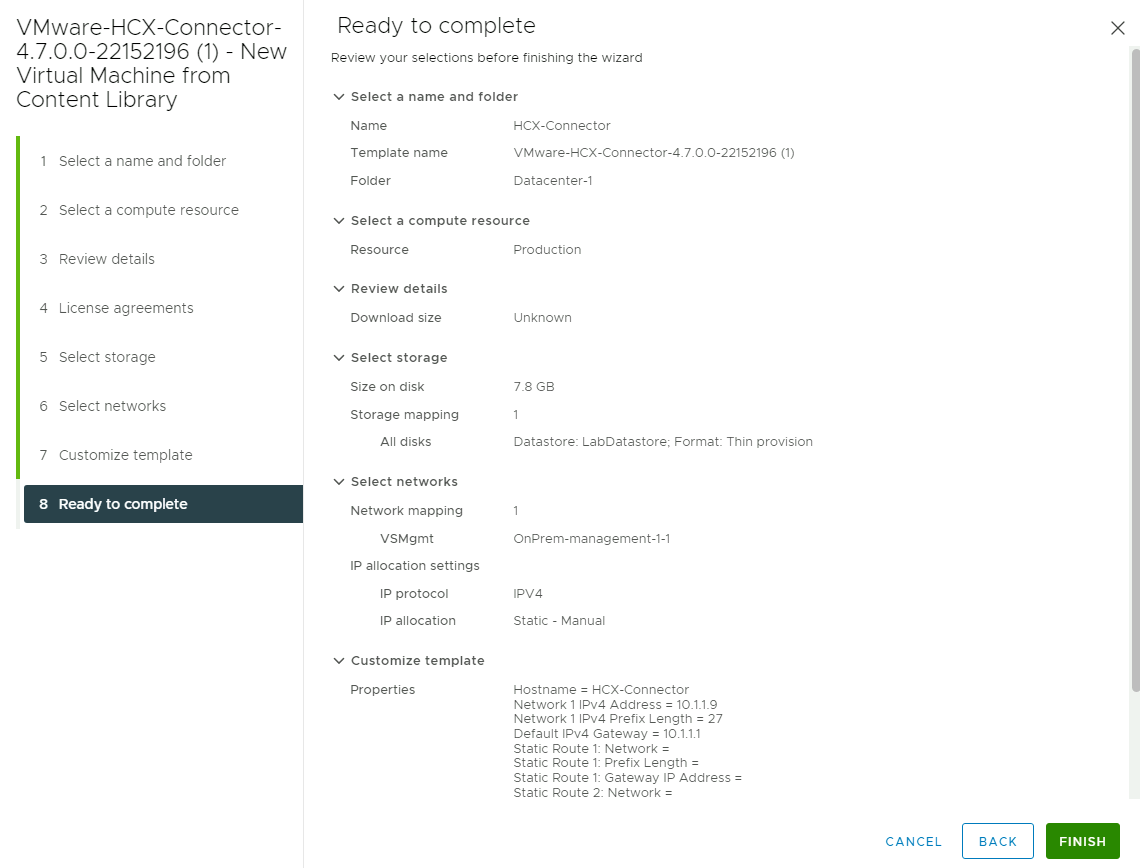 VMware-HCX-Connector-
4.7.0.0-22152196 (1) - New
Virtual Machine from
Content Library
1 Select a name and folder
2 Select a compute resource
3 Review details
4 License agreements
5 Select storage
6 Select networks
7 Customize template
8 Ready to complete
Ready to complete
Review your selections before finishing the wizard
Select a name and folder
Name HCX-Connector
Template name VMware-HCX-Connector-4.7.0.0-22152196 (1)
Folder Datacenter-1
Select a compute resource
Resource Production
Review details
Download size Unknown
Select storage
Size on disk 7.8 GB
Storage mapping 1
All disks Datastore: LabDatastore; Format: Thin provision
Select networks
Network mapping 1
VSMgmt OnPrem-management-1-1
IP allocation settings
IP protocol IPV4
IP allocation Static - Manual
Customize template
Properties Hostname = HCX-Connector
Network 1 IPv4 Address = 10.1.1.9
Network 1 IPv4 Prefix Length = 27
Default IPv4 Gateway = 10.1.1.1
Static Route 1: Network =
Static Route 1: Prefix Length =
Static Route 1: Gateway IP Address =
Static Route 2: Network =
CANCEL BACK FINISH